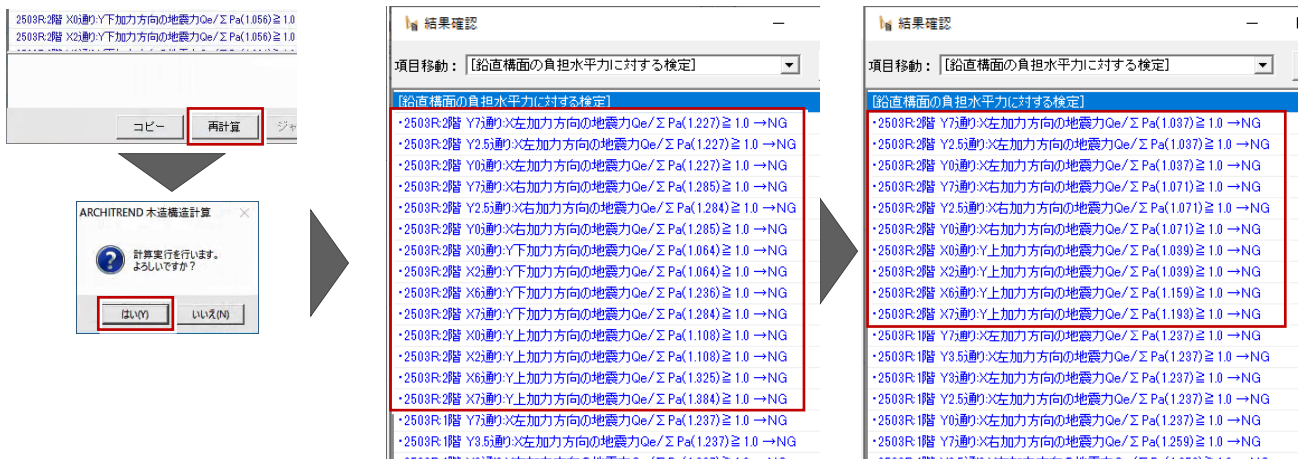 2503R:2階 X0通り:Y下加力方向の地震力Qe/ΣPa(1.056)≧1.0
2503R:2階 X2通り:Y下加力方向の地震力Qe/ΣPa(1.056)≧1.0
コピー
再計算
ジャ
ARCHITREND 木造構造計算
計算実行を行います。
よろしいですか？
はい(Y)
いいえ(N)
結果確認
項目移動： [鉛直構面の負担水平力に対する検定]
[鉛直構面の負担水平力に対する検定]
・2503R:2階 Y7通り:X左加力方向の地震力Qe/ΣPa(1.227)≧1.0 →NG
・2503R:2階 Y2.5通り:X左加力方向の地震力Qe/ΣPa(1.227)≧1.0 →NG
・2503R:2階 Y0通り:X左加力方向の地震力Qe/ΣPa(1.227)≧1.0 →NG
・2503R:2階 Y7通り:X右加力方向の地震力Qe/ΣPa(1.285)≧1.0 →NG
・2503R:2階 Y2.5通り:X右加力方向の地震力Qe/ΣPa(1.284)≧1.0 →NG
・2503R:2階 Y0通り:X右加力方向の地震力Qe/ΣPa(1.285)≧1.0 →NG
・2503R:2階 X0通り:Y下加力方向の地震力Qe/ΣPa(1.064)≧1.0 →NG
・2503R:2階 X2通り:Y下加力方向の地震力Qe/ΣPa(1.064)≧1.0 →NG
・2503R:2階 X6通り:Y下加力方向の地震力Qe/ΣPa(1.236)≧1.0 →NG
・2503R:2階 X7通り:Y下加力方向の地震力Qe/ΣPa(1.284)≧1.0 →NG
・2503R:2階 X0通り:Y上加力方向の地震力Qe/ΣPa(1.108)≧1.0 →NG
・2503R:2階 X2通り:Y上加力方向の地震力Qe/ΣPa(1.108)≧1.0 →NG
・2503R:2階 X6通り:Y上加力方向の地震力Qe/ΣPa(1.325)≧1.0 →NG
・2503R:2階 X7通り:Y上加力方向の地震力Qe/ΣPa(1.384)≧1.0 →NG
・2503R:1階 Y7通り:X左加力方向の地震力Qe/ΣPa(1.237)≧1.0 →NG
・2503R:1階 Y3.5通り:X左加力方向の地震力Qe/ΣPa(1.237)≧1.0 →NG
結果確認
項目移動： [鉛直構面の負担水平力に対する検定]
[鉛直構面の負担水平力に対する検定]
・2503R:2階 Y7通り:X左加力方向の地震力Qe/ΣPa(1.037)≧1.0 →NG
・2503R:2階 Y2.5通り:X左加力方向の地震力Qe/ΣPa(1.037)≧1.0 →NG
・2503R:2階 Y0通り:X左加力方向の地震力Qe/ΣPa(1.037)≧1.0 →NG
・2503R:2階 Y7通り:X右加力方向の地震力Qe/ΣPa(1.071)≧1.0 →NG
・2503R:2階 Y2.5通り:X右加力方向の地震力Qe/ΣPa(1.071)≧1.0 →NG
・2503R:2階 Y0通り:X右加力方向の地震力Qe/ΣPa(1.071)≧1.0 →NG
・2503R:2階 X0通り:Y上加力方向の地震力Qe/ΣPa(1.039)≧1.0 →NG
・2503R:2階 X2通り:Y上加力方向の地震力Qe/ΣPa(1.039)≧1.0 →NG
・2503R:2階 X6通り:Y上加力方向の地震力Qe/ΣPa(1.159)≧1.0 →NG
・2503R:2階 X7通り:Y上加力方向の地震力Qe/ΣPa(1.193)≧1.0 →NG
・2503R:1階 Y7通り:X左加力方向の地震力Qe/ΣPa(1.237)≧1.0 →NG
・2503R:1階 Y3.5通り:X左加力方向の地震力Qe/ΣPa(1.237)≧1.0 →NG
・2503R:1階 Y3通り:X左加力方向の地震力Qe/ΣPa(1.237)≧1.0 →NG
・2503R:1階 Y2.5通り:X左加力方向の地震力Qe/ΣPa(1.237)≧1.0 →NG
・2503R:1階 Y0通り:X左加力方向の地震力Qe/ΣPa(1.237)≧1.0 →NG
・2503R:1階 Y7通り:X右加力方向の地震力Qe/ΣPa(1.259)≧1.0 →NG